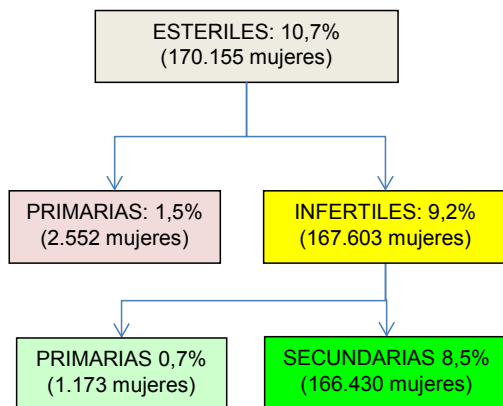 ESTERILES: 10,7%
(170.155 mujeres)
PRIMARIAS: 1,5%
(2.552 mujeres)
INFERTILES: 9,2%
(167.603 mujeres)
PRIMARIAS 0,7%
(1.173 mujeres)
SECUNDARIAS 8,5%
(166.430 mujeres)